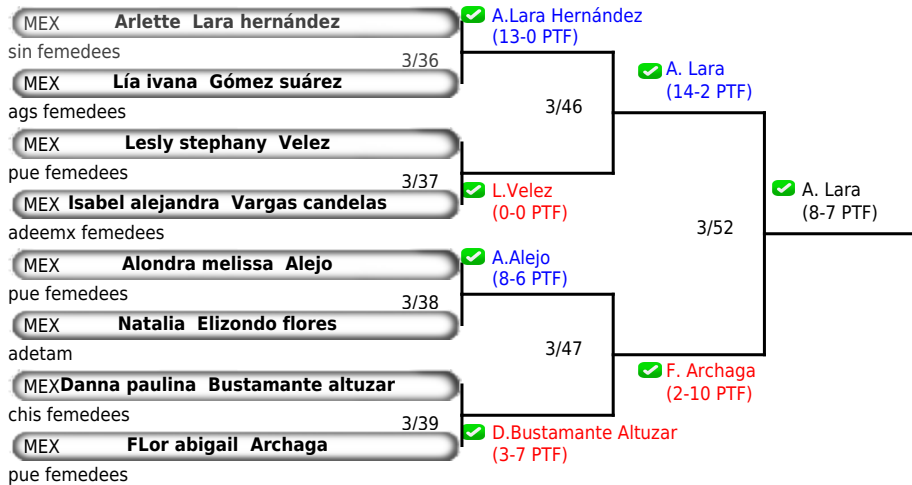 MEX Arlette Lara hernández
sin femedees
3/36
MEX Lía ivana Gómez suárez
ags femedees
MEX Lesly stephany Velez
pue femedees
3/37
MEX Isabel alejandra Vargas candelas
adeemx femedees
MEX Alondra melissa Alejo
pue femedees
3/38
MEX Natalia Elizondo flores
adetam
MEX Danna paulina Bustamante altuzar
chis femedees
3/39
MEX FLor abigail Archaga
pue femedees
A.Lara Hernández
(13-0 PTF)
3/46
L.Velez
(0-0 PTF)
A.Alejo
(8-6 PTF)
3/47
D.Bustamante Altuzar
(3-7 PTF)
A. Lara
(14-2 PTF)
3/52
F. Archaga
(2-10 PTF)
A. Lara
(8-7 PTF)